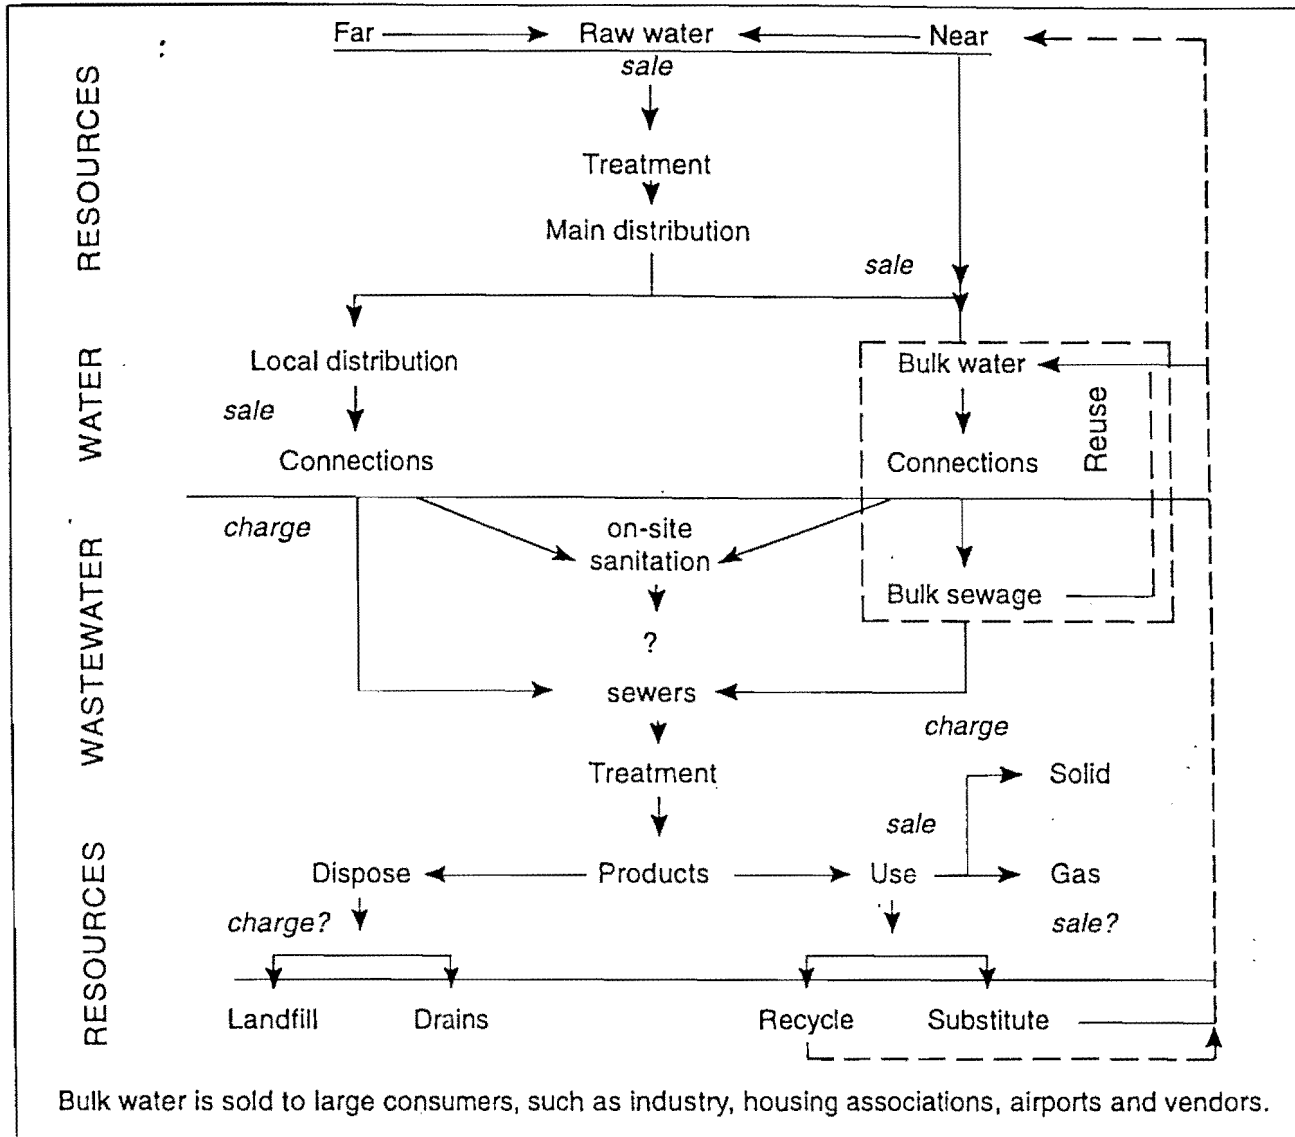 Far Raw water Near
sale
Treatment
Main distribution
sale
RESOURCES
Local distribution Bulk water
sale
Connections Connections
Reuse
WATER
charge on-site
sanitation
Bulk sewage
?
sewers
charge
WASTEWATER
Treatment Solid
sale
Dispose Products Use Gas
charge? sale?
RESOURCES
Landfill Drains Recycle Substitute
Bulk water is sold to large consumers, such as industry, housing associations, airports and vendors.